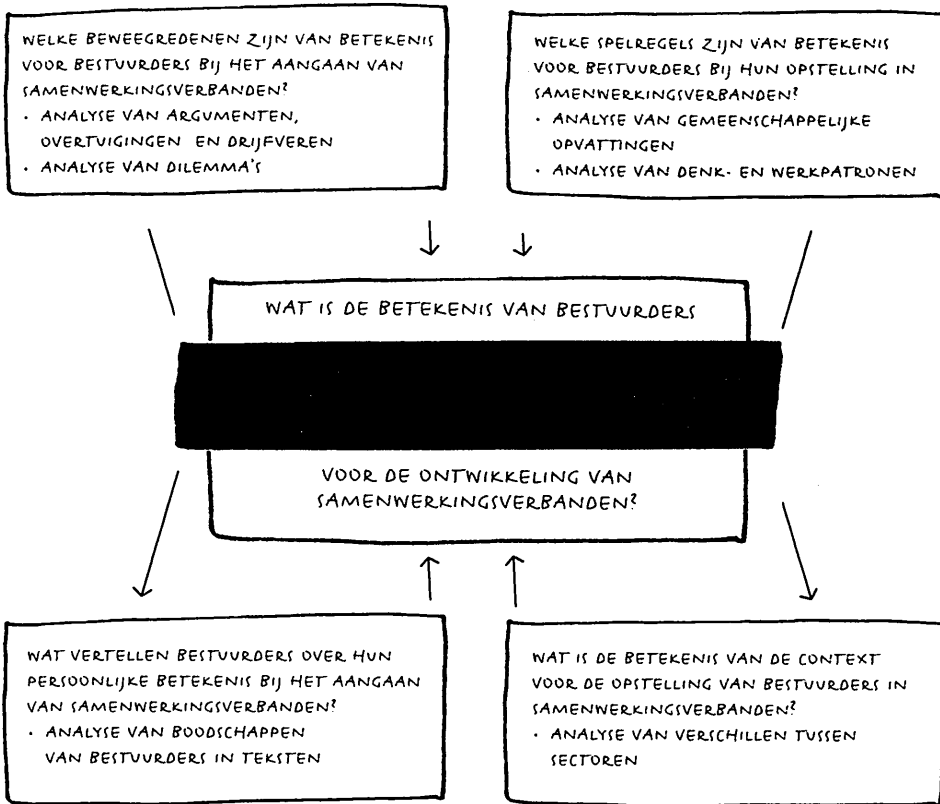 WELKE BEWEEGREDENEN ZIJN VAN BETEKENIS
VOOR BESTUURDERS BIJ HET AANGAAN VAN
SAMENWERKINGSVERBANDEN?
· ANALYSE VAN ARGUMENTEN,
OVERTUIGINGEN EN DRIJFVEREN
· ANALYSE VAN DILEMMA'S
WELKE SPELREGELS ZIJN VAN BETEKENIS
VOOR BESTUURDERS BIJ HUN OPSTELLING IN
SAMENWERKINGSVERBANDEN?
· ANALYSE VAN GEMEENSCHAPPELIJKE
OPVATTINGEN
· ANALYSE VAN DENK- EN WERKPATRONEN
WAT IS DE BETEKENIS VAN BESTUURDERS
VOOR DE ONTWIKKELING VAN
SAMENWERKINGSVERBANDEN?
WAT VERTELLEN BESTUURDERS OVER HUN
PERSOONLIJKE BETEKENIS BIJ HET AANGAAN
VAN SAMENWERKINGSVERBANDEN?
· ANALYSE VAN BOODSCHAPPEN
VAN BESTUURDERS IN TEKSTEN
WAT IS DE BETEKENIS VAN DE CONTEXT
VOOR DE OPSTELLING VAN BESTUURDERS IN
SAMENWERKINGSVERBANDEN?
· ANALYSE VAN VERSCHILLEN TUSSEN
SECTOREN